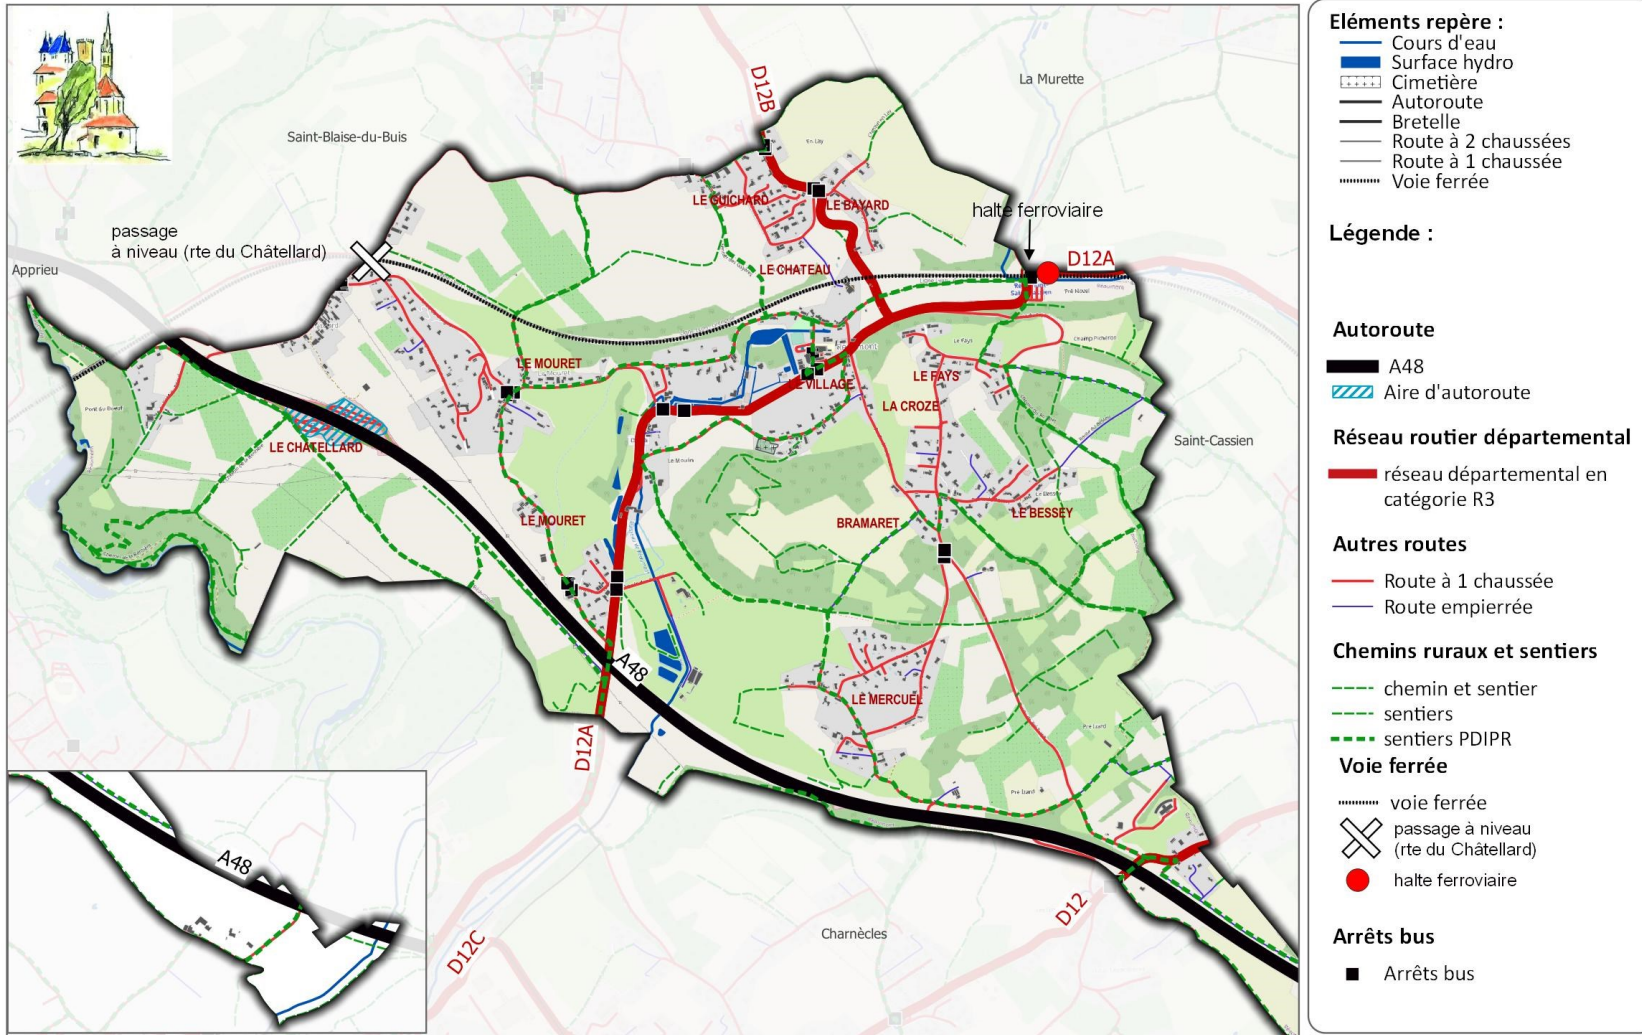 D12B
La Murette
Saint-Blaise-du-Buis
LE GUICHARD
LE BAYARD
halte ferroviaire
passage
à niveau (rte du Châtellard)
Apprieu
D12A
LE CHATEAU
LE MOURET
LE VILLAGE
LE FAYS
LA CROZE
LE CHATELLARD
Saint-Cassien
LE MOURET
BRAMARET
LE BESSEY
A48
LE MERCUEL
D12A
A48
D12
D12C
Charnècles
Eléments repère :
Cours d'eau
Surface hydro
Cimetière
Autoroute
Bretelle
Route à 2 chaussées
Route à 1 chaussée
Voie ferrée
Légende :
Autoroute
A48
Aire d'autoroute
Réseau routier départemental
réseau départemental en
catégorie R3
Autres routes
Route à 1 chaussée
Route empierrée
Chemins ruraux et sentiers
chemin et sentier
sentiers
sentiers PDIPR
Voie ferrée
voie ferrée
passage à niveau
(rte du Châtellard)
halte ferroviaire
Arrêts bus
Arrêts bus